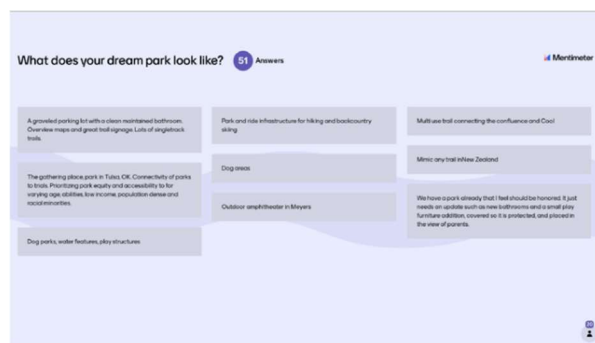 What does your dream park look like?
51 Answers
Mentimeter
A graveled parking lot with a clean maintained bathroom.
Overview maps and great trail signage. Lots of singletrack
trails.
The gathering place park in Tulsa, OK. Connectivity of parks
to trails. Prioritizing park equity and accessibility to for
varying age, abilities, low income, population dense and
racial minorities.
Dog parks, water features, play structures
Park and ride infrastructure for hiking and backcountry
skiing
Dog areas
Outdoor amphitheater in Meyers
Multi use trail connecting the confluence and Cool
Mimic any trail in New Zealand
We have a park already that I feel should be honored. It just
needs an update such as new bathrooms and a small play
furniture addition, covered so it is protected, and placed in
the view of parents.